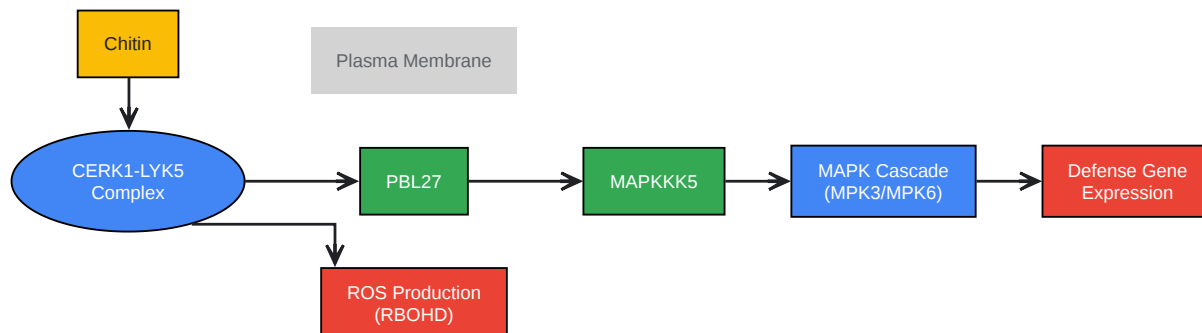 Chitin
Plasma Membrane
CERK1-LYK5
Complex
PBL27
MAPKKK5
MAPK Cascade
(MPK3/MPK6)
Defense Gene
Expression
ROS Production
(RBOHD)